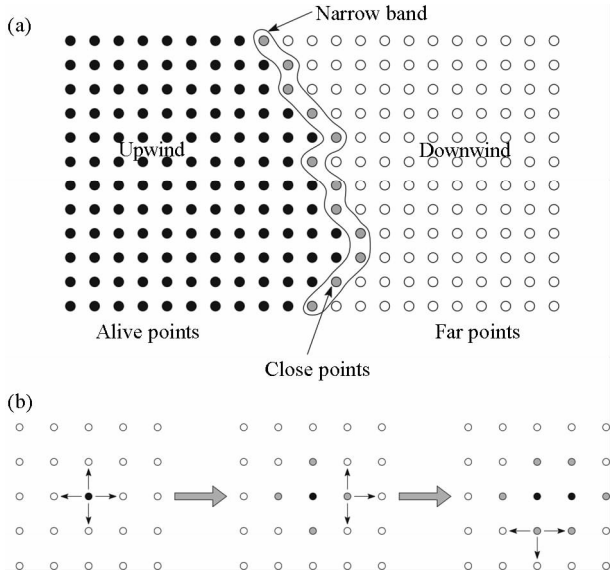 (a)
Narrow band
Upwind
Downwind
Alive points
Far points
Close points
(b)